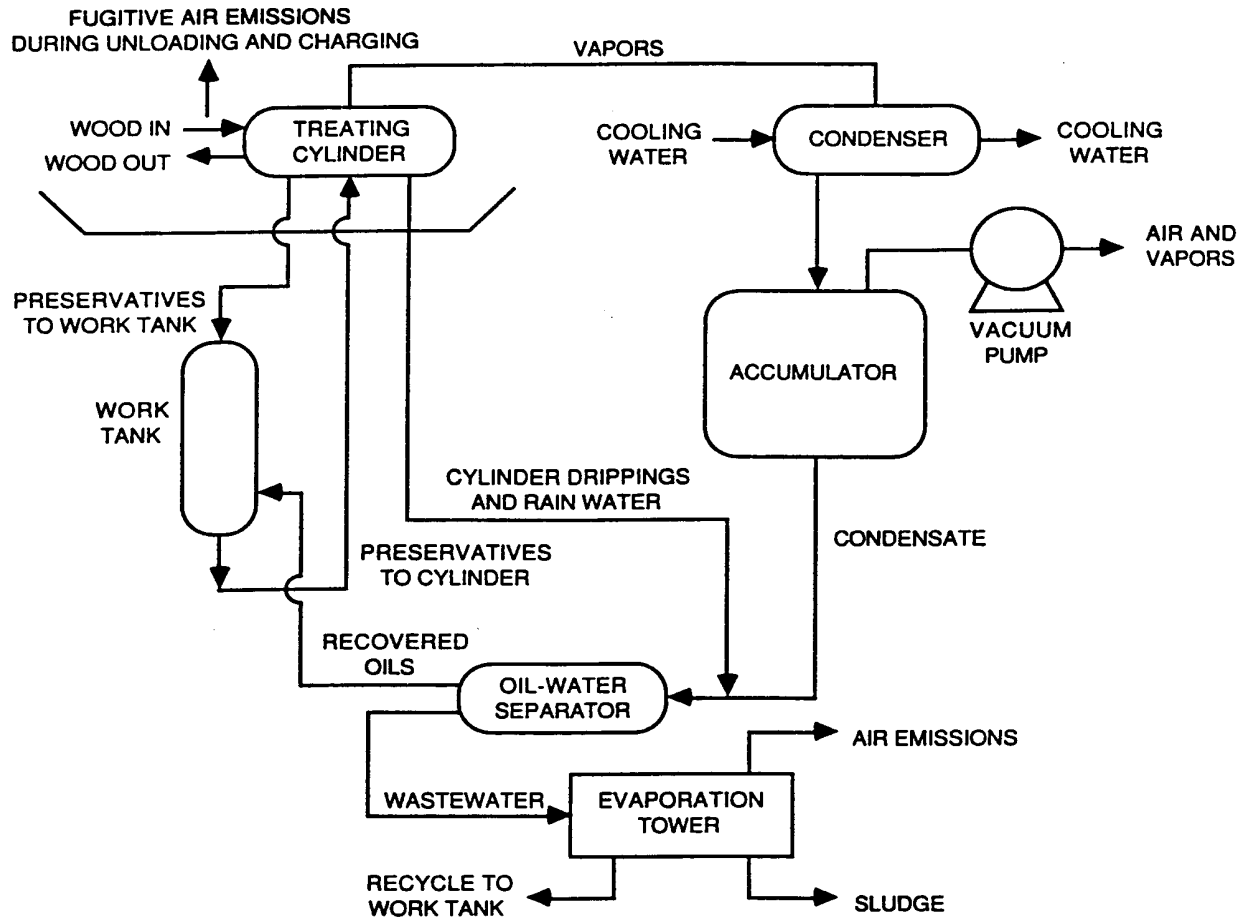 FUGITIVE AIR EMISSIONS
DURING UNLOADING AND CHARGING
VAPORS
WOOD IN
WOOD OUT
TREATING
CYLINDER
COOLING
WATER
CONDENSER
COOLING
WATER
AIR AND
VAPORS
VACUUM
PUMP
PRESERVATIVES
TO WORK TANK
ACCUMULATOR
WORK
TANK
CYLINDER DRIPPINGS
AND RAIN WATER
CONDENSATE
PRESERVATIVES
TO CYLINDER
RECOVERED
OILS
OIL-WATER
SEPARATOR
AIR EMISSIONS
WASTEWATER
EVAPORATION
TOWER
RECYCLE TO
WORK TANK
SLUDGE